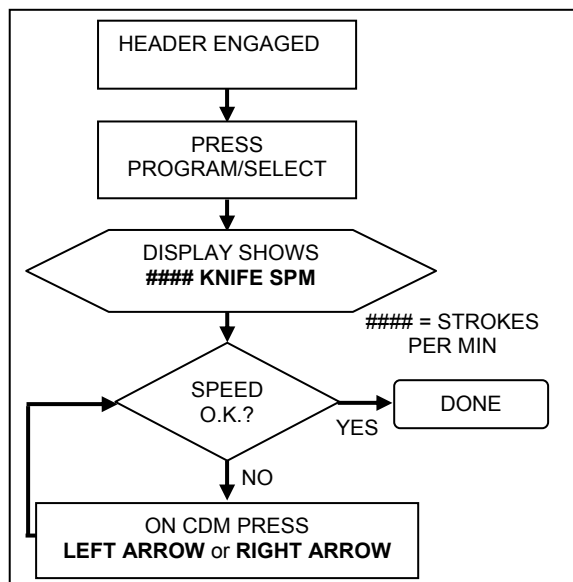 HEADER ENGAGED
PRESS
PROGRAM/SELECT
DISPLAY SHOWS
#### KNIFE SPM
#### = STROKES
PER MIN
SPEED
O.K.?
YES
DONE
NO
ON CDM PRESS
LEFT ARROW or RIGHT ARROW